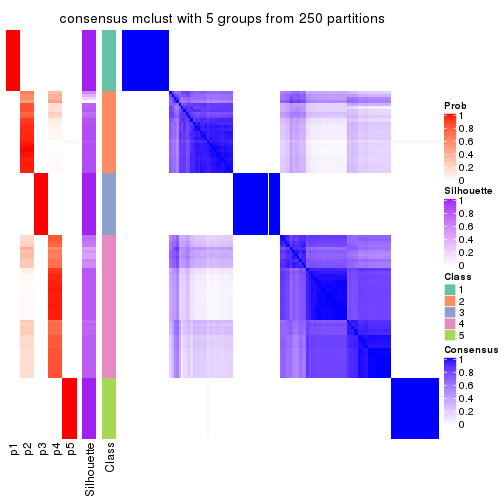 consensus mclust with 5 groups from 250 partitions
Prob
1
0.8
0.6
0.4
0.2
0
Silhouette
1
0.8
0.6
0.4
0.2
0
Class
1
2
3
4
5
Consensus
1
0.8
0.6
0.4
0.2
0
p1
p2
p3
p4
p5
Silhouette
Class